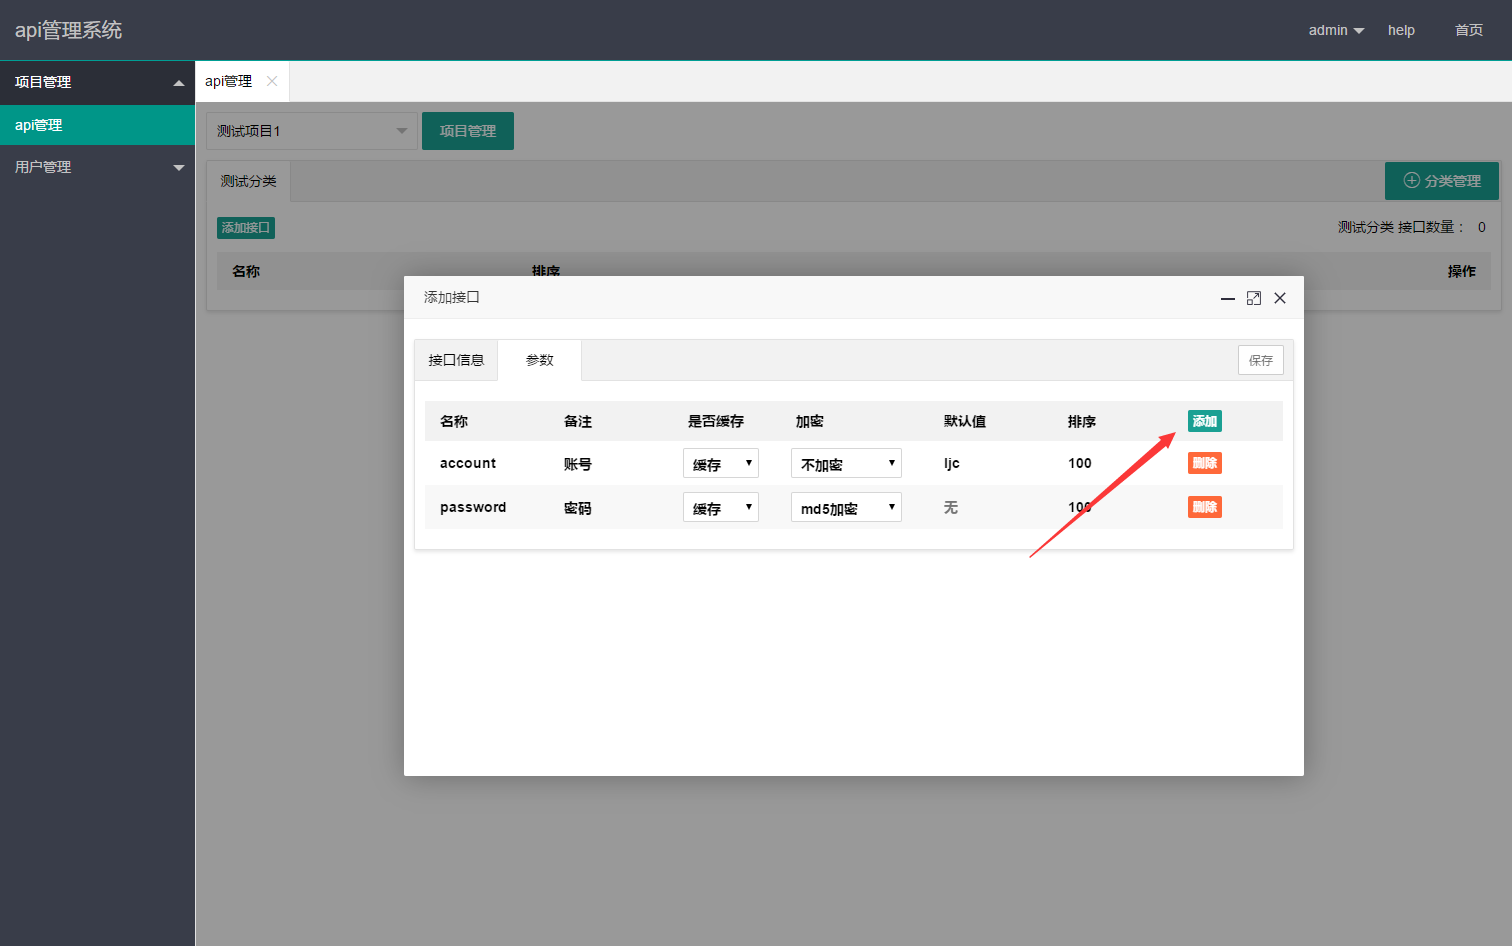 api管理系统
admin help 首页
项目管理
api管理
用户管理
api管理
测试项目1 项目管理
测试分类 分类管理
添加接口 测试分类 接口数量： 0
名称 排序 操作
添加接口
接口信息 参数 保存
名称 备注 是否缓存 加密 默认值 排序 添加
account 账号 缓存 不加密 ljc 100 删除
password 密码 缓存 md5加密 无 100 删除